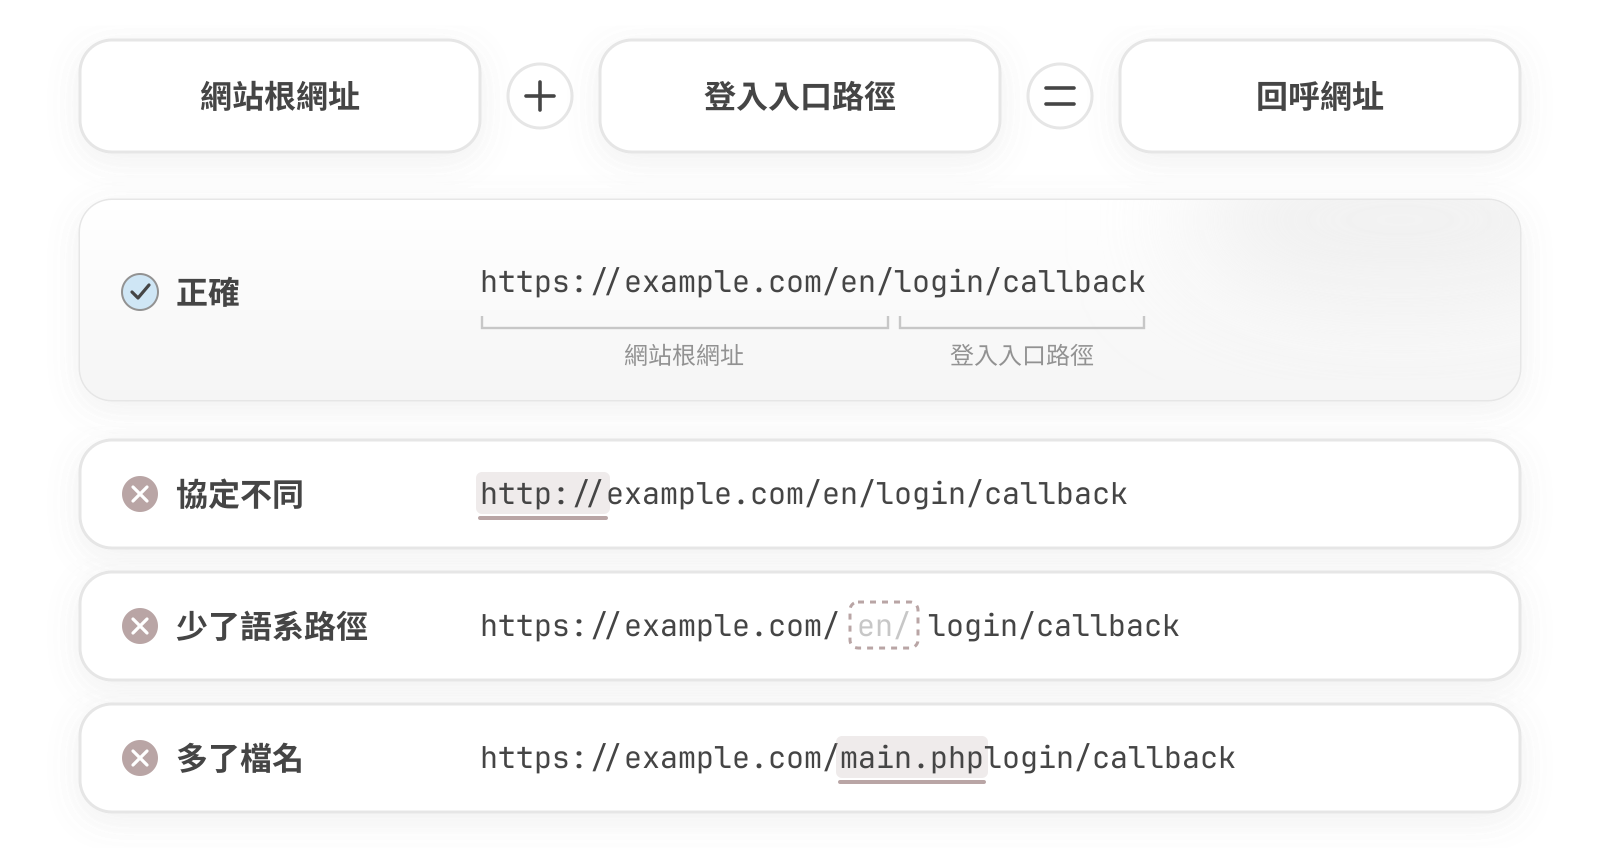 網站根網址 + 登入入口路徑 = 回呼網址
正確 https://example.com/en/login/callback
網站根網址 登入入口路徑
協定不同 http://example.com/en/login/callback
少了語系路徑 https://example.com/ en/ login/callback
多了檔名 https://example.com/main.phplogin/callback